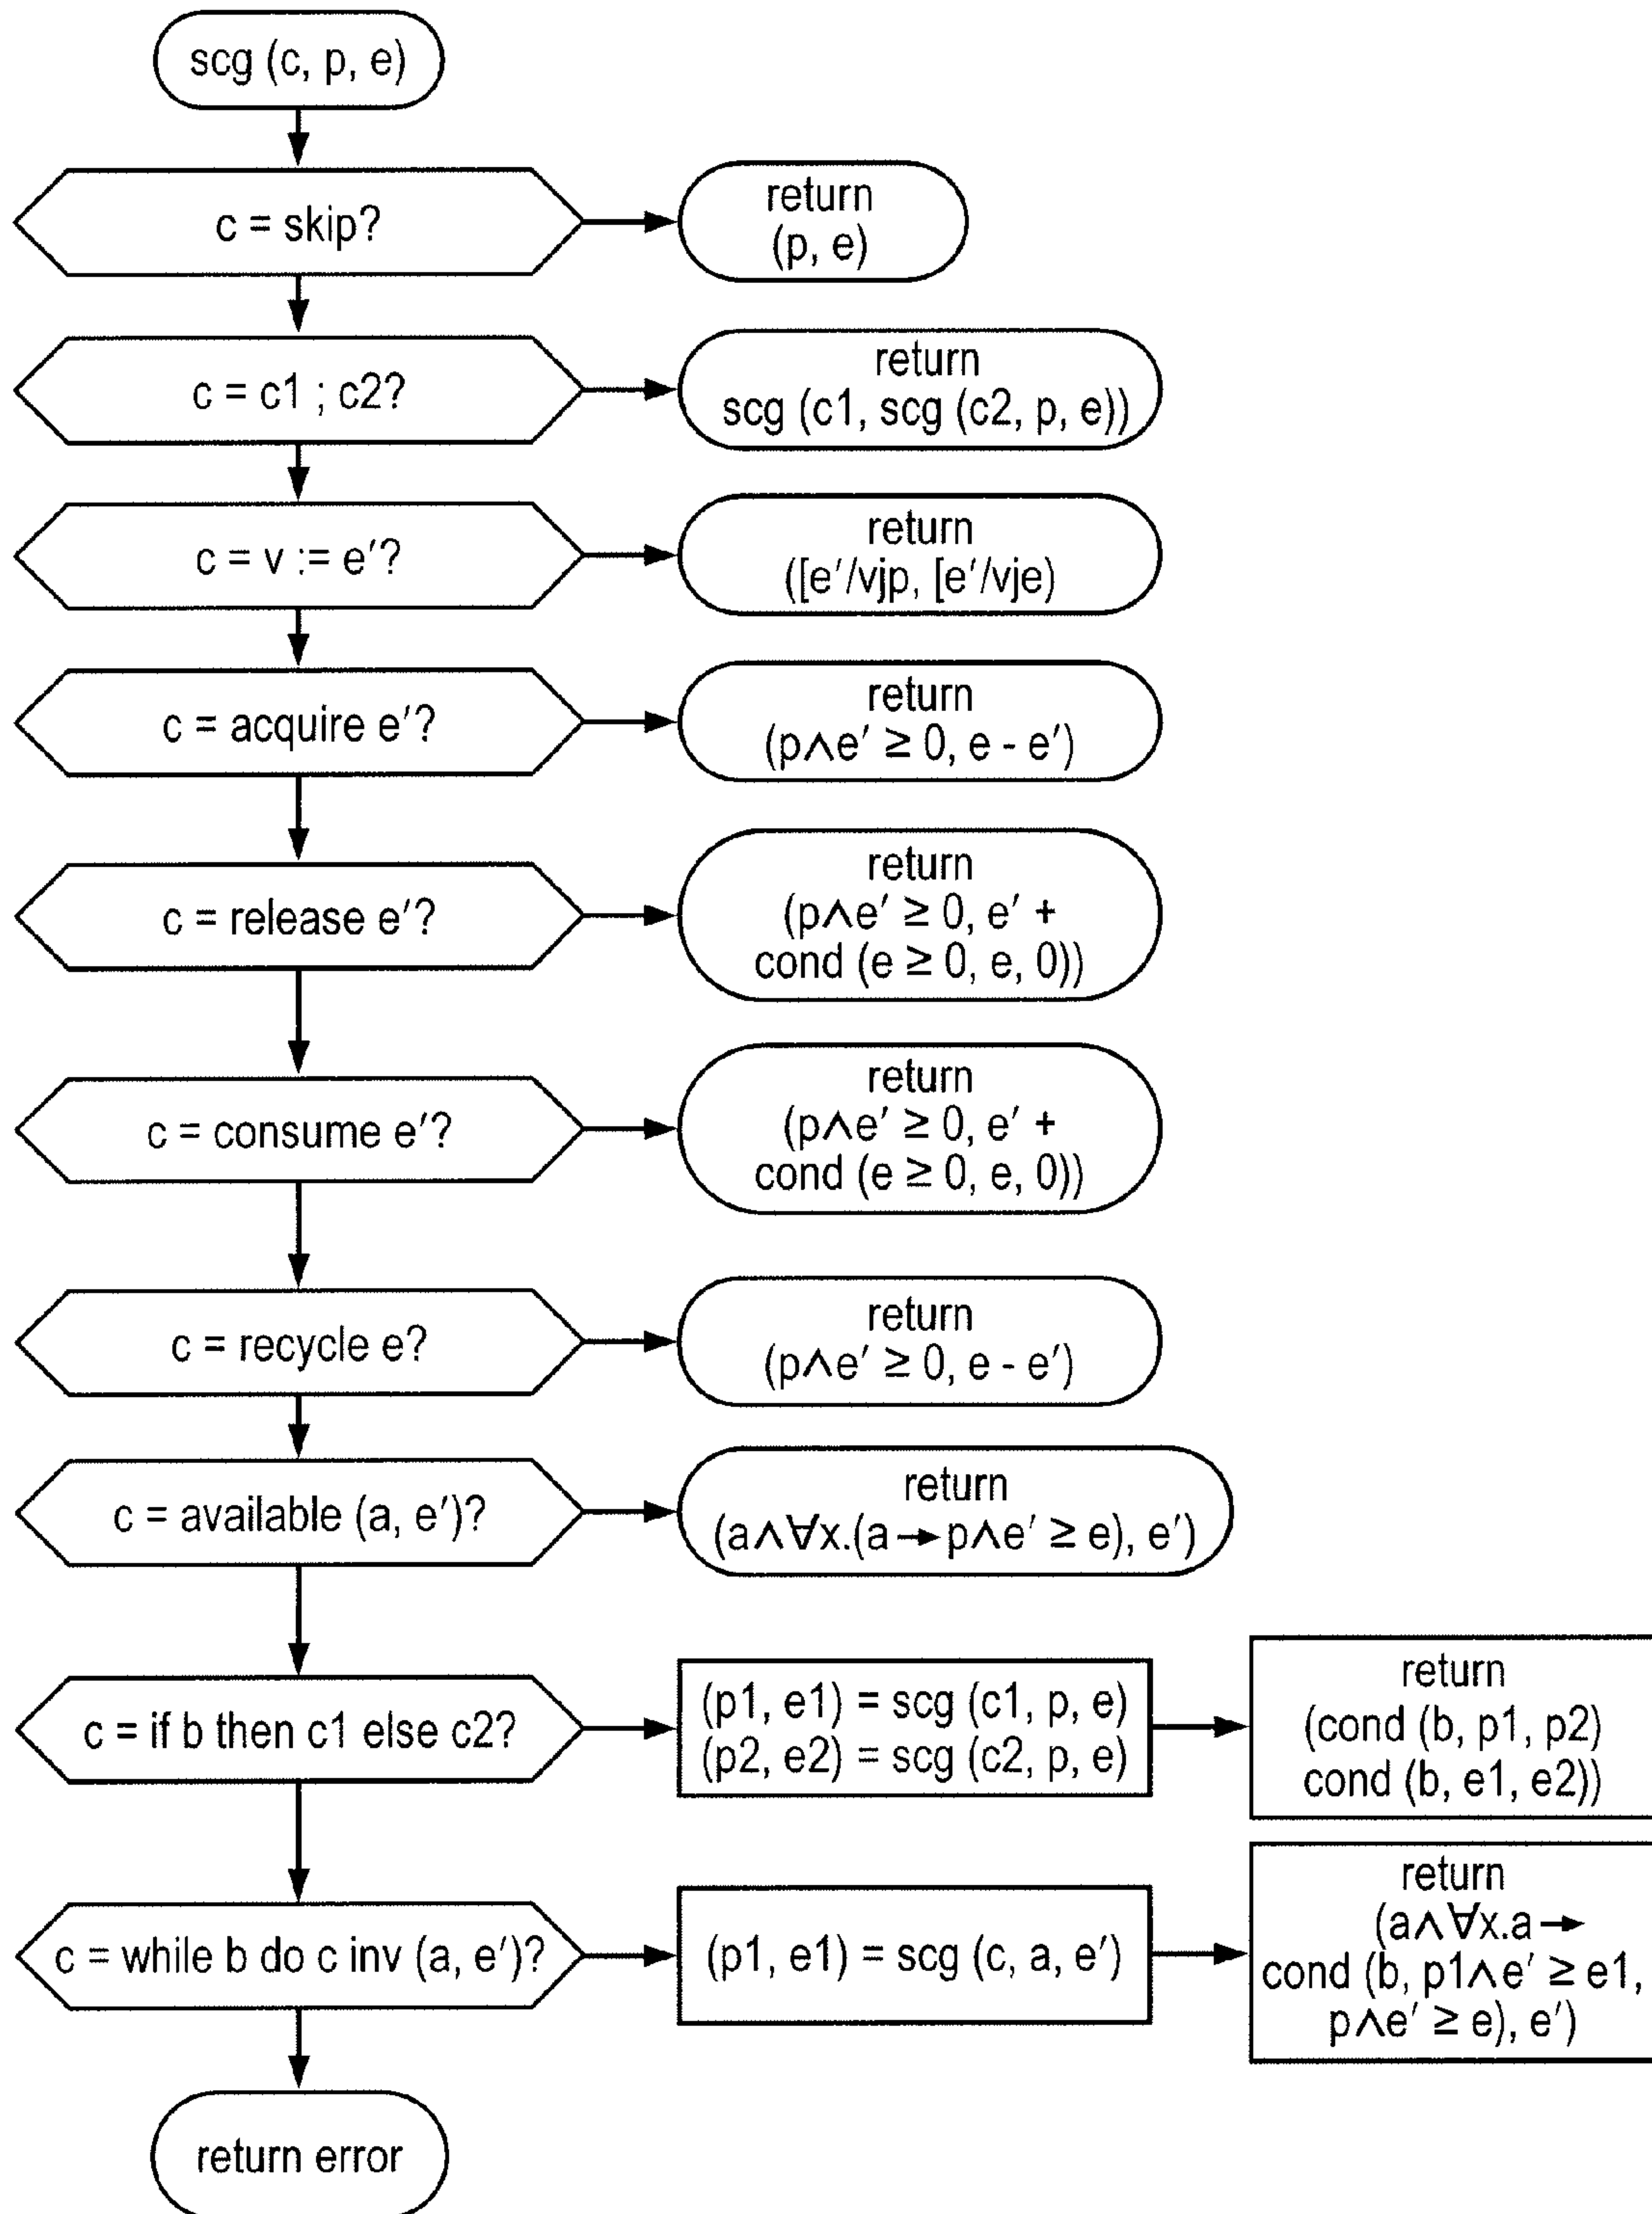 scg (c, p, e)
c = skip?
return
(p, e)
c = c1 ; c2?
return
scg (c1, scg (c2, p, e))
c = v := e′?
return
([e′/vjp, [e′/vje)
c = acquire e′?
return
(p∧e′ ≥ 0, e - e′)
c = release e′?
return
(p∧e′ ≥ 0, e′ +
cond (e ≥ 0, e, 0))
c = consume e′?
return
(p∧e′ ≥ 0, e′ +
cond (e ≥ 0, e, 0))
c = recycle e?
return
(p∧e′ ≥ 0, e - e′)
c = available (a, e′)?
return
(a∧∀x.(a→p∧e′ ≥ e), e′)
c = if b then c1 else c2?
(p1, e1) = scg (c1, p, e)
(p2, e2) = scg (c2, p, e)
return
(cond (b, p1, p2)
cond (b, e1, e2))
c = while b do c inv (a, e′)?
(p1, e1) = scg (c, a, e′)
return
(a∧∀x.a→
cond (b, p1∧e′ ≥ e1,
p∧e′ ≥ e), e′)
return error